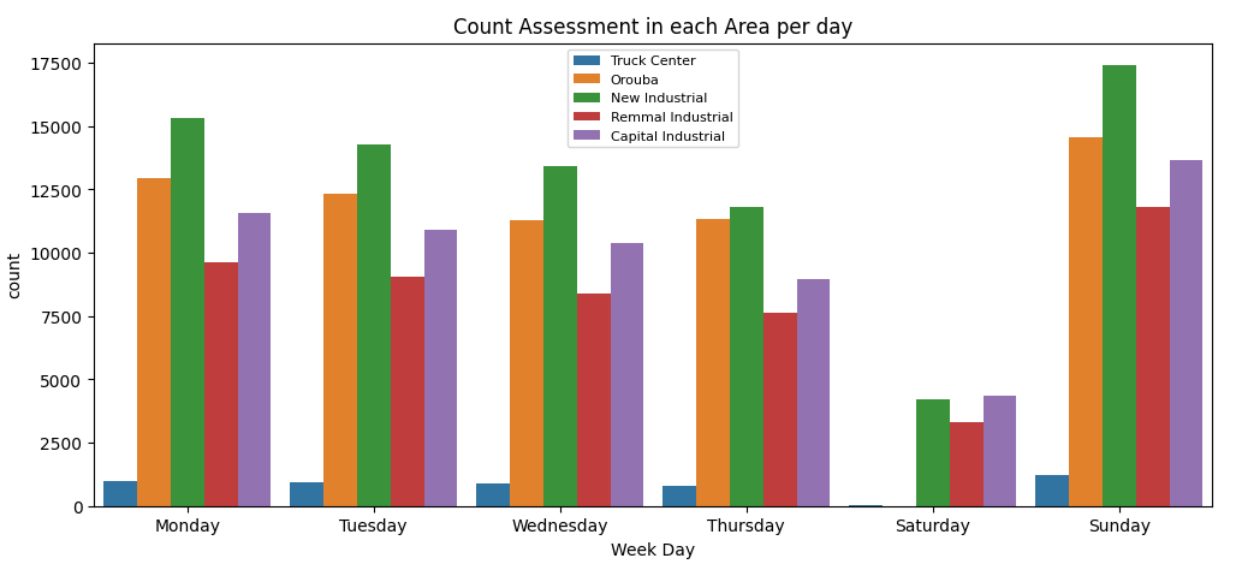 Count Assessment in each Area per day
Truck Center
Orouba
New Industrial
Remmal Industrial
Capital Industrial
17500
15000
12500
10000
7500
5000
2500
0
count
Monday Tuesday Wednesday Thursday Saturday Sunday
Week Day